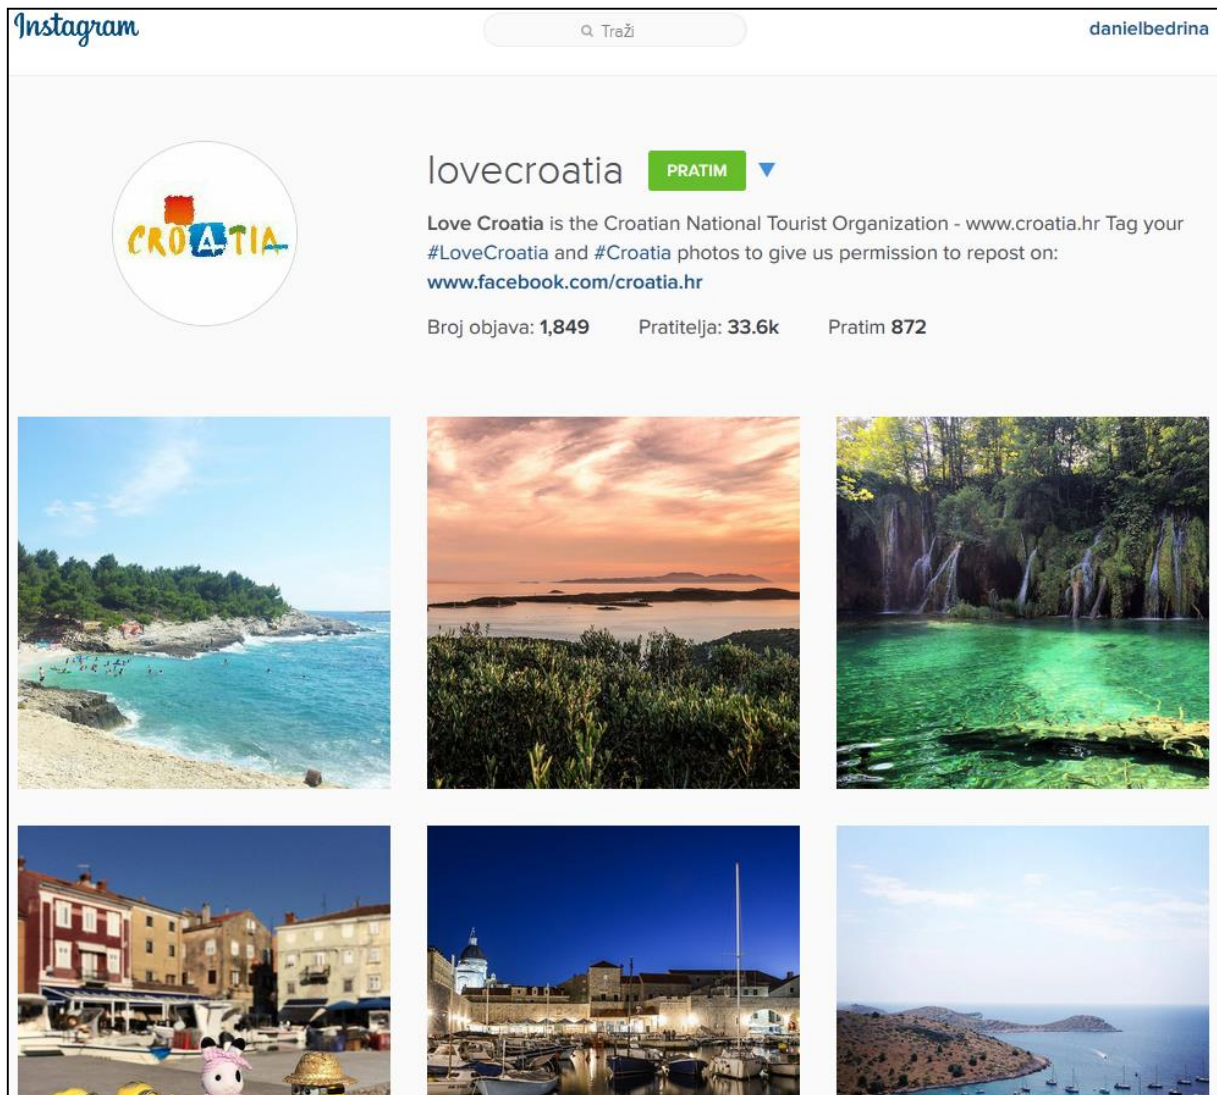 Instagram
Traži
danielbedrina
CROATIA
lovecroatia PRATIM
Love Croatia is the Croatian National Tourist Organization - www.croatia.hr Tag your
#LoveCroatia and #Croatia photos to give us permission to repost on:
www.facebook.com/croatia.hr
Broj objava: 1,849 Pratitelja: 33.6k Pratim 872